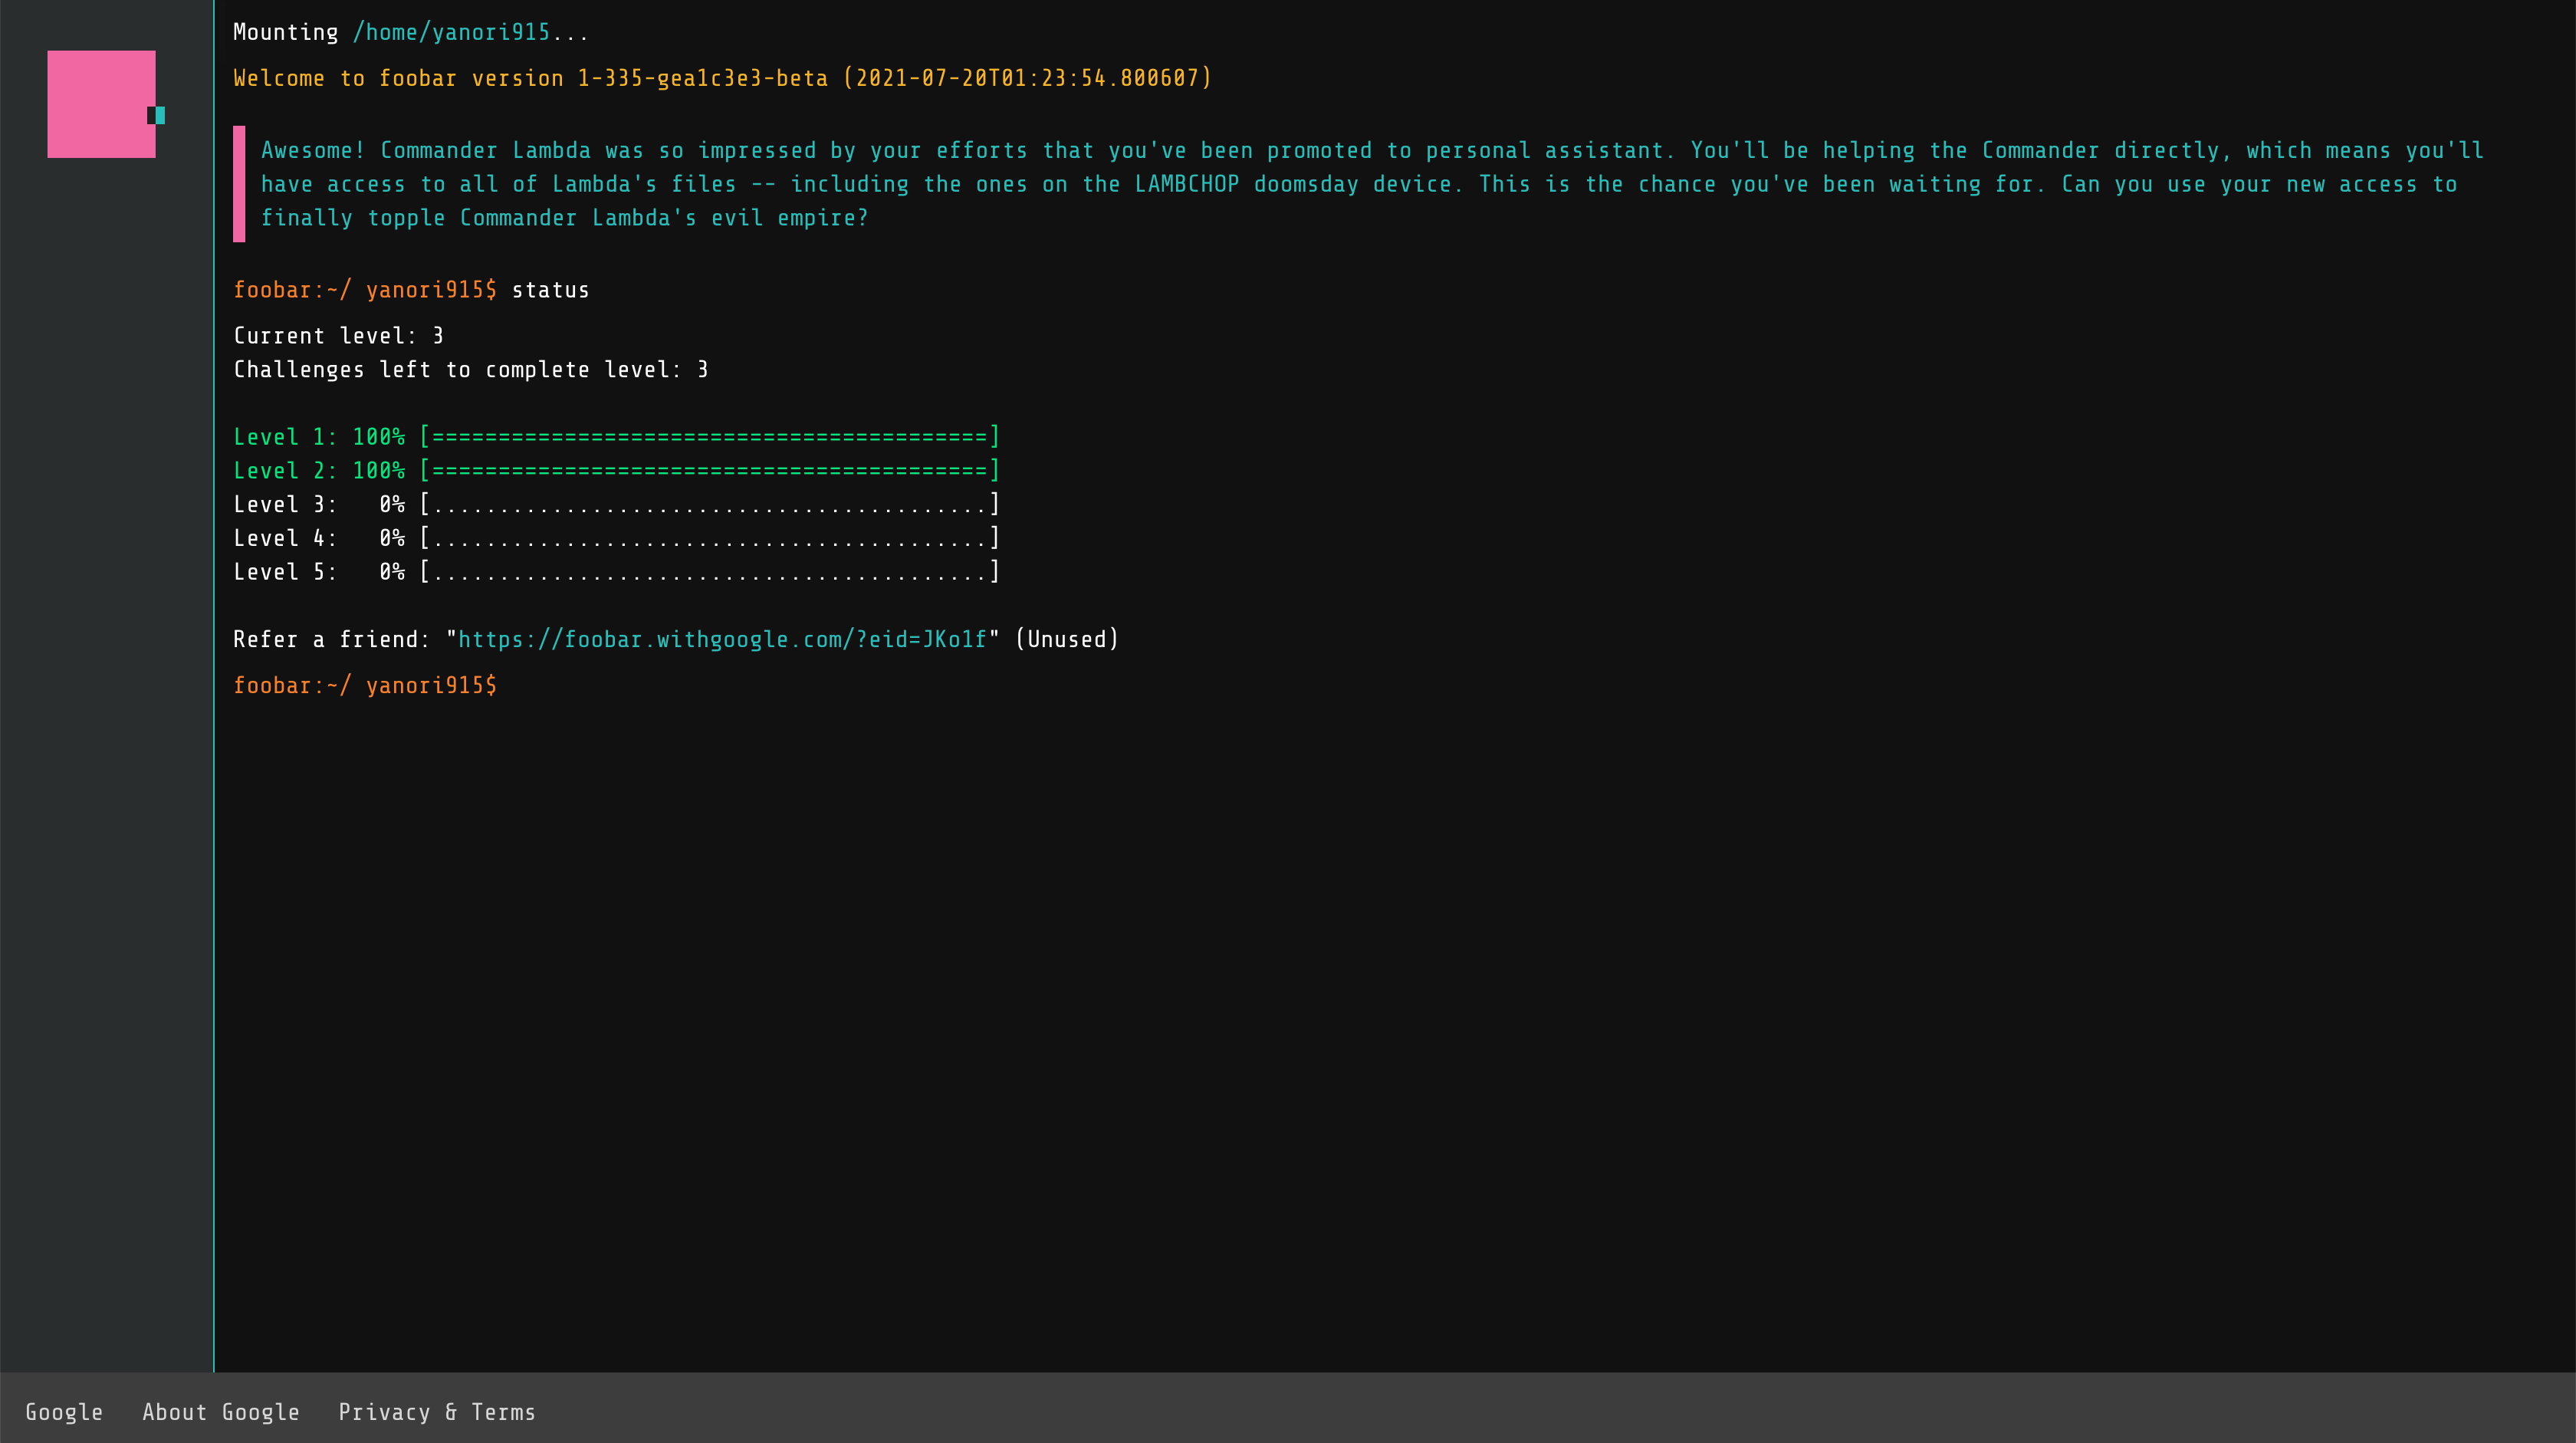 Mounting /home/yanori915...
Welcome to foobar version 1-335-gea1c3e3-beta (2021-07-20T01:23:54.800607)
Awesome! Commander Lambda was so impressed by your efforts that you've been promoted to personal assistant. You'll be helping the Commander directly, which means you'll
have access to all of Lambda's files -- including the ones on the LAMBCHOP doomsday device. This is the chance you've been waiting for. Can you use your new access to
finally topple Commander Lambda's evil empire?
foobar:~/ yanori915$ status
Current level: 3
Challenges left to complete level: 3
Level 1: 100% [==========================================]
Level 2: 100% [==========================================]
Level 3:   0% [..........................................]
Level 4:   0% [..........................................]
Level 5:   0% [..........................................]
Refer a friend: "https://foobar.withgoogle.com/?eid=JKo1f" (Unused)
foobar:~/ yanori915$
Google   About Google   Privacy & Terms